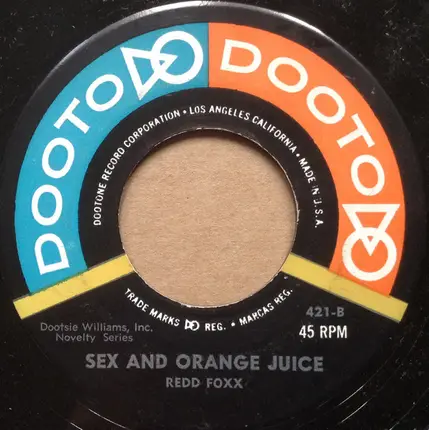 DOOTO DOOTO
DOOTONE RECORD CORPORATION • LOS ANGELES CALIFORNIA • MADE IN U.S.A.
TRADE MARKS DO REG. • MARCAS REG.
Dootsie Williams, Inc.
Novelty Series
421-B
45 RPM
SEX AND ORANGE JUICE
REDD FOXX